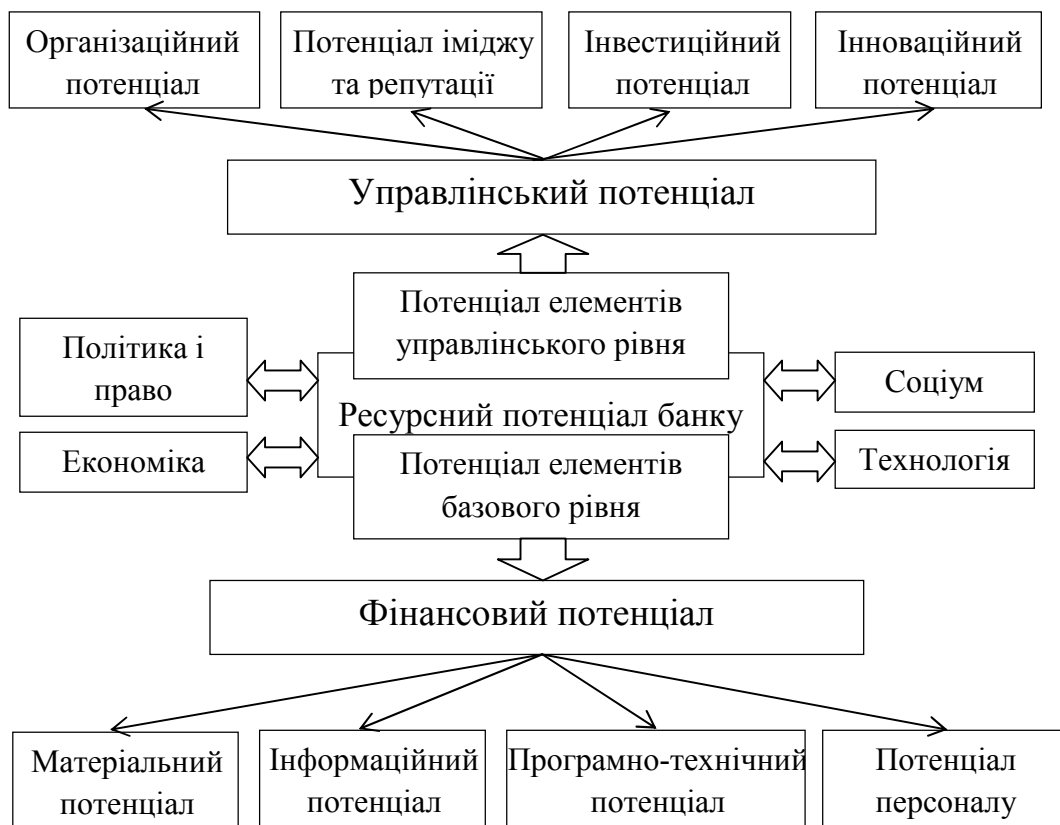 Організаційний
потенціал
Потенціал іміджу
та репутації
Інвестиційний
потенціал
Інноваційний
потенціал
Управлінський потенціал
Потенціал елементів
управлінського рівня
Політика і
право
Соціум
Ресурсний потенціал банку
Економіка
Потенціал елементів
базового рівня
Технологія
Фінансовий потенціал
Матеріальний
потенціал
Інформаційний
потенціал
Програмно-технічний
потенціал
Потенціал
персоналу